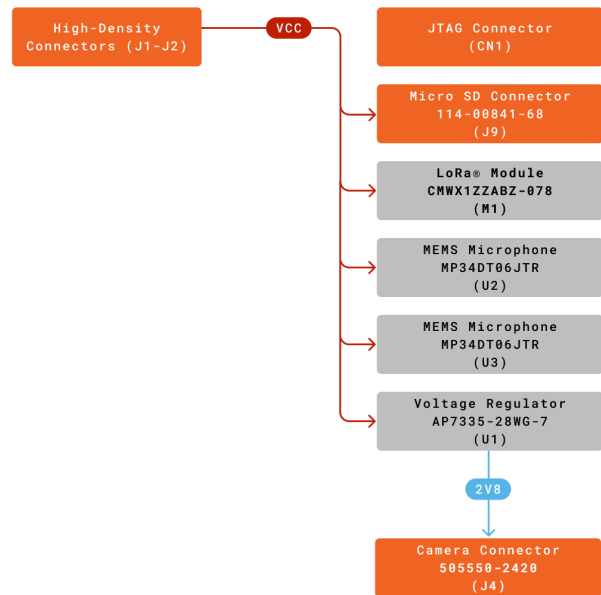 High-Density
Connectors (J1-J2)
VCC
JTAG Connector
(CN1)
Micro SD Connector
114-00841-68
(J9)
LoRa® Module
CMWX1ZZABZ-078
(M1)
MEMS Microphone
MP34DT06JTR
(U2)
MEMS Microphone
MP34DT06JTR
(U3)
Voltage Regulator
AP7335-28WG-7
(U1)
2V8
Camera Connector
505550-2420
(J4)